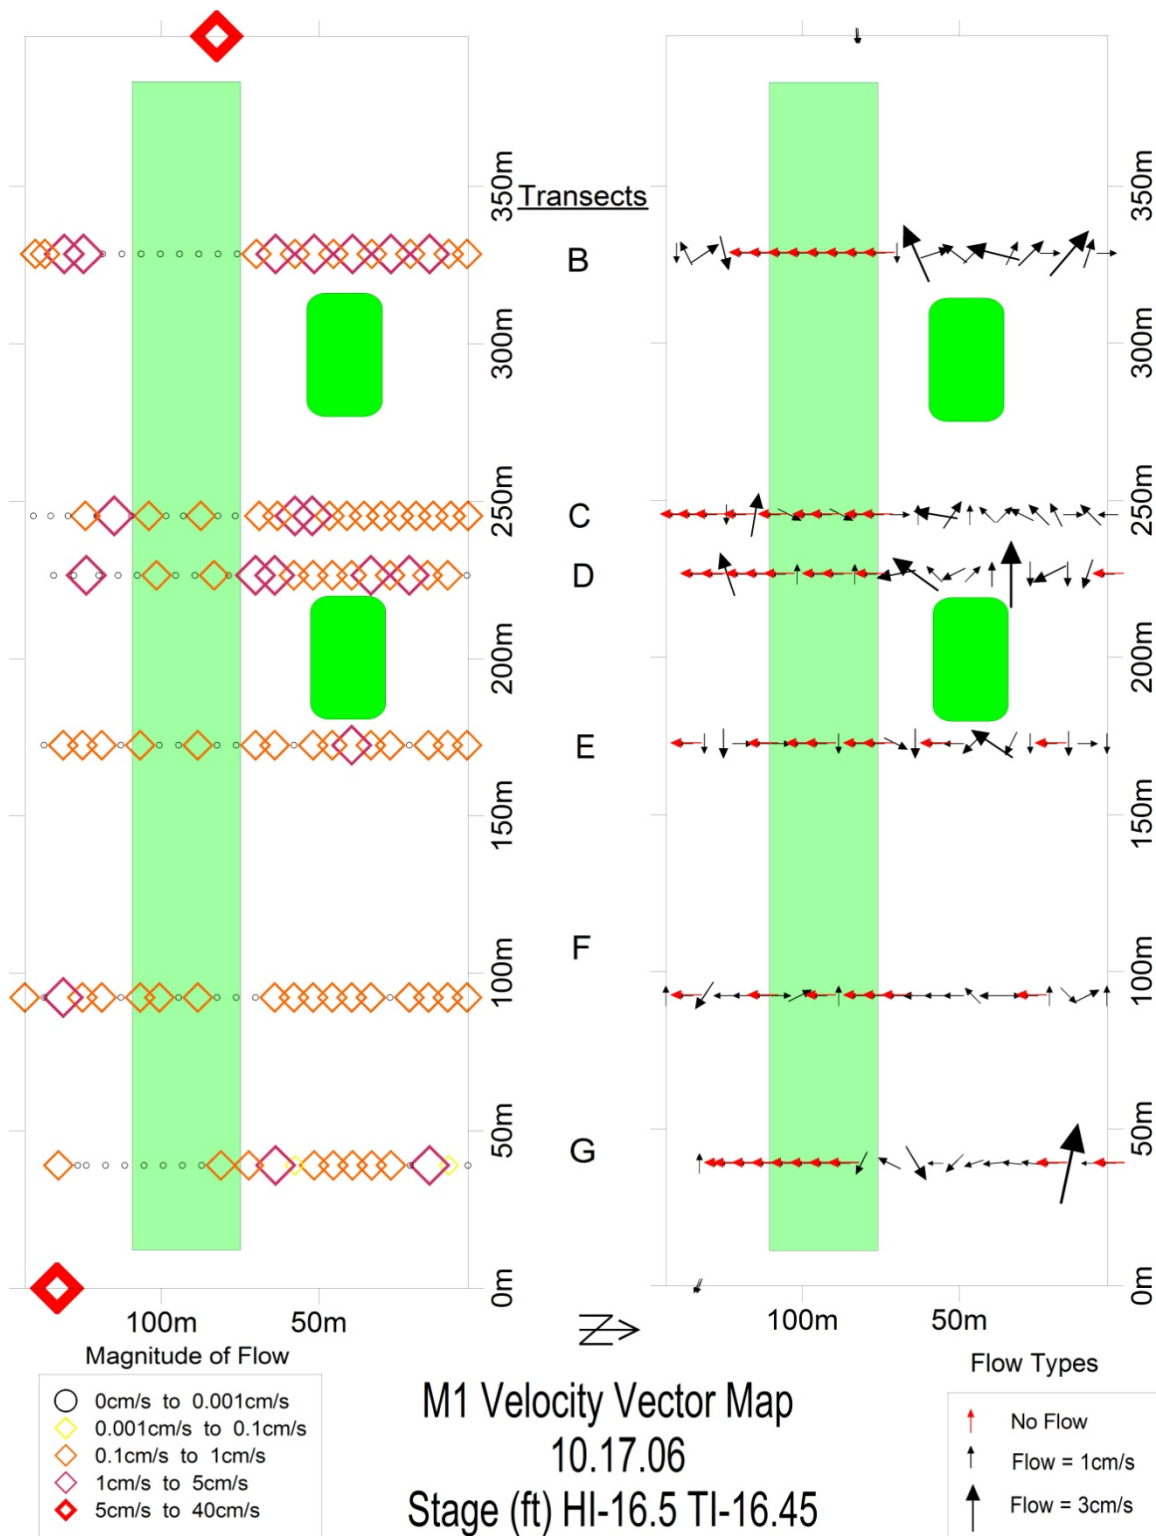 350m
350m
Transects
B
300m
300m
250m
250m
C
D
200m
200m
E
150m
150m
F
100m
100m
50m
50m
G
0m
0m
100m
50m
100m
50m
Z
Magnitude of Flow
0cm/s to 0.001cm/s
0.001cm/s to 0.1cm/s
0.1cm/s to 1cm/s
1cm/s to 5cm/s
5cm/s to 40cm/s
M1 Velocity Vector Map
10.17.06
Stage (ft) HI-16.5 TI-16.45
Flow Types
No Flow
Flow = 1cm/s
Flow = 3cm/s